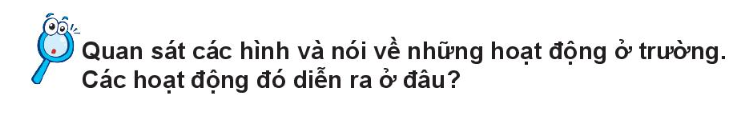 Quan sát các hình và nói về những hoạt động ở trường.
Các hoạt động đó diễn ra ở đâu?